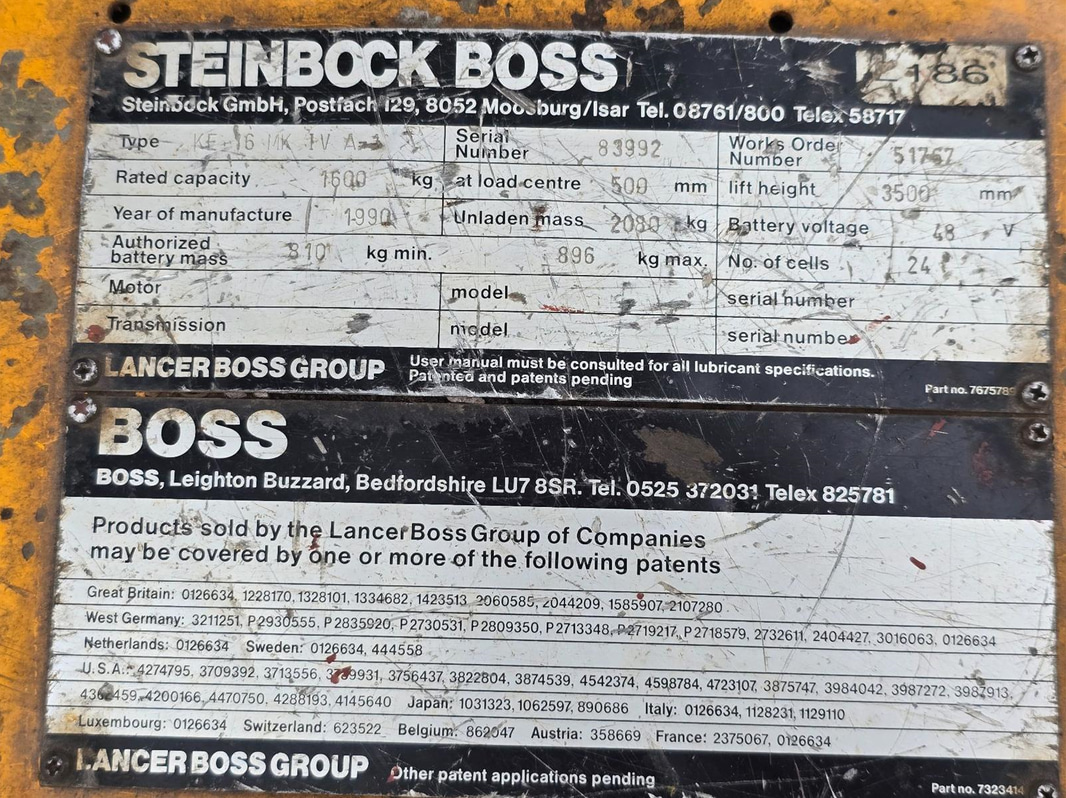 STEINBOCK BOSS
L-186
Steinbock GmbH, Postfach 129, 8052 Moosburg/Isar Tel. 08761/800 Telex 58717
Type KE 16 MK IV Serial Number 83992 Works Order Number 51767
Rated capacity 1600 kg at load centre 500 mm lift height 3500 mm
Year of manufacture 1990 Unladen mass 2080 kg Battery voltage 48 V
Authorized battery mass 810 kg min. 896 kg max. No. of cells 24
Motor model serial number
Transmission model serial number
LANCER BOSS GROUP User manual must be consulted for all lubricant specifications.
Patented and patents pending
Part no. 767578
BOSS
BOSS, Leighton Buzzard, Bedfordshire LU7 8SR. Tel. 0525 372031 Telex 825781
Products sold by the Lancer Boss Group of Companies
may be covered by one or more of the following patents
Great Britain: 0126634, 1228170, 1328101, 1334682, 1423513, 2060585, 2044209, 1585907, 2107280
West Germany: 3211251, P2930555, P2835920, P2730531, P2809350, P2713348, P2719217, P2718579, 2732611, 2404427, 3016063, 0126634
Netherlands: 0126634 Sweden: 0126634, 444558
U.S.A.: 4274795, 3709392, 3713556, 3756437, 3822804, 3874539, 4542374, 4598784, 4723107, 3875747, 3984042, 3987272, 3987913,
4200166, 4470750, 4288193, 4145640 Japan: 1031323, 1062597, 890686 Italy: 0126634, 1128231, 1129110
Luxembourg: 0126634 Switzerland: 623522 Belgium: 862047 Austria: 358669 France: 2375067, 0126634
LANCER BOSS GROUP Other patent applications pending
Part no. 7323414